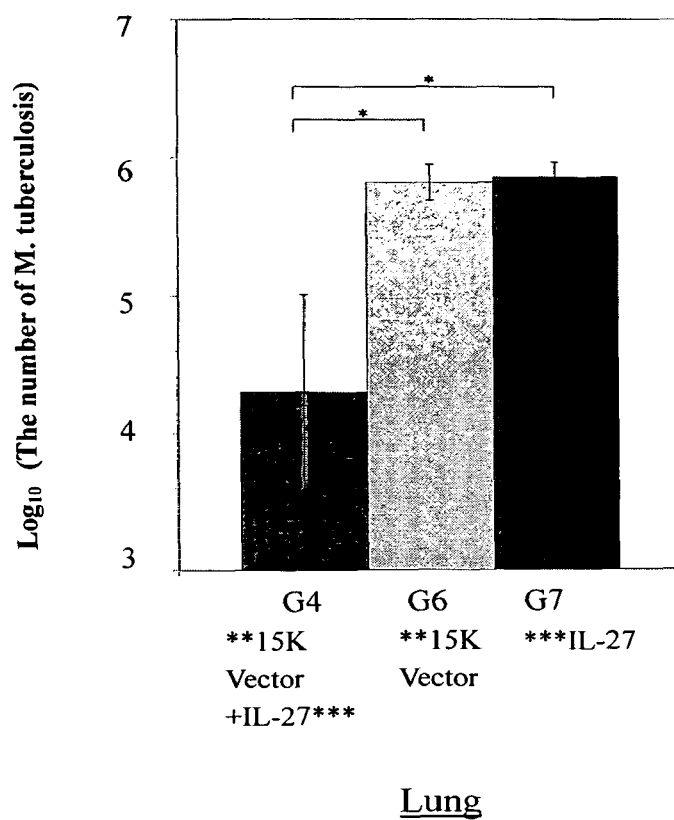 Log₁₀ (The number of M. tuberculosis)
7
6
5
4
3
*
*
G4 G6 G7
**15K **15K ***IL-27
Vector Vector
+IL-27***
Lung